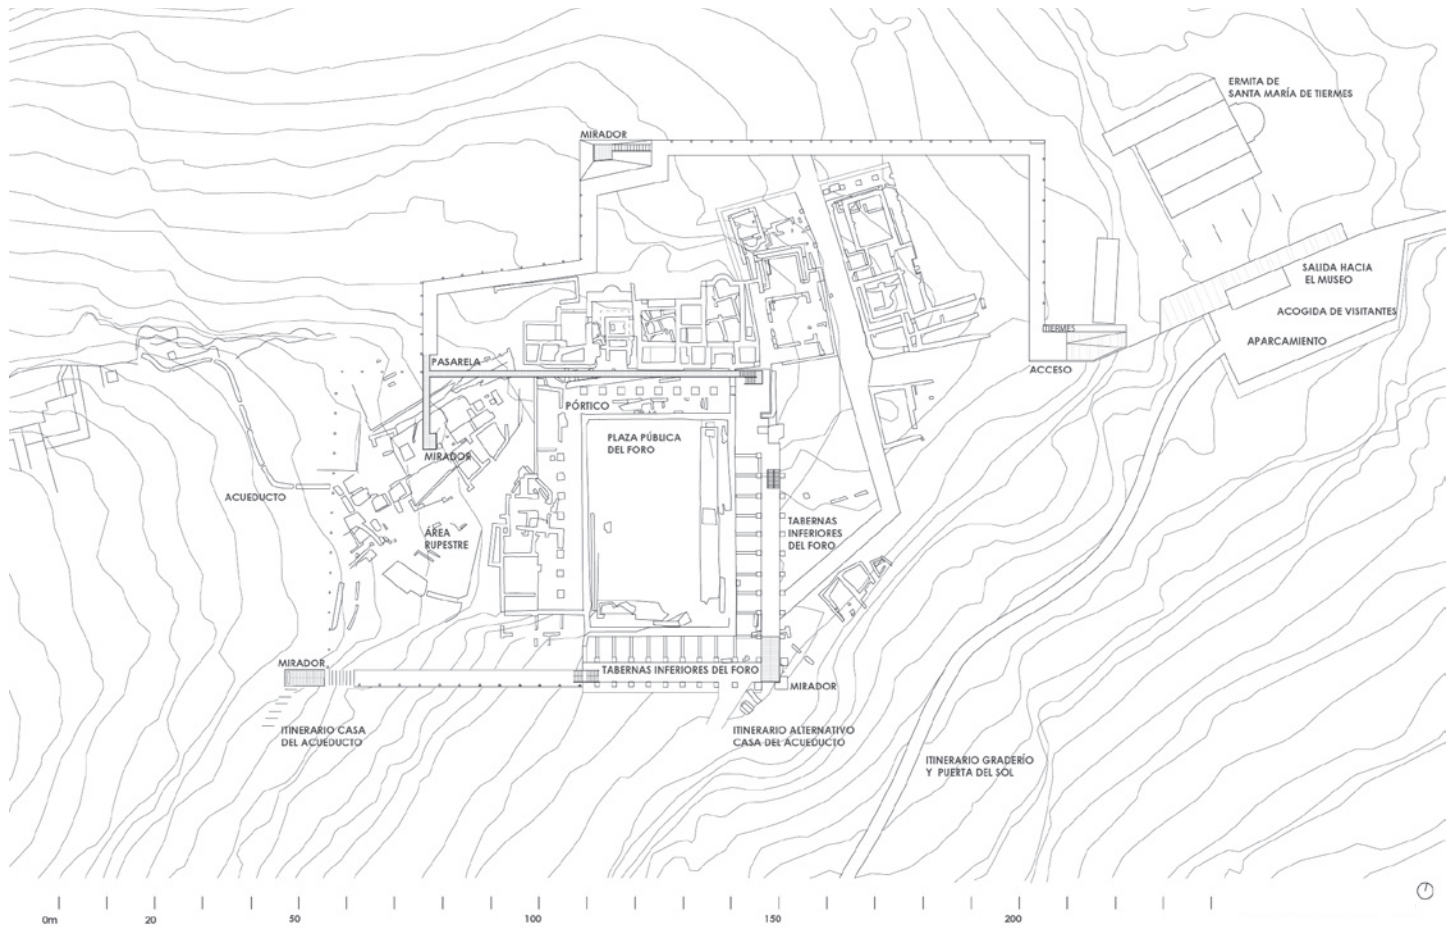 ERMITA DE
SANTA MARÍA DE TIERMES
MIRADOR
SALIDA HACIA
EL MUSEO
ACOGIDA DE VISITANTES
TIERMES
APARCAMIENTO
PASARELA
ACCESO
PÓRTICO
PLAZA PÚBLICA
DEL FORO
MIRADOR
ACUEDUCTO
TABERNAS
INFERIORES
DEL FORO
ÁREA
RUPESTRE
MIRADOR
TABERNAS INFERIORES DEL FORO
MIRADOR
ITINERARIO CASA
DEL ACUEDUCTO
ITINERARIO ALTERNATIVO
CASA DEL ACUEDUCTO
ITINERARIO GRADERÍO
Y PUERTA DEL SOL
0m 20 50 100 150 200